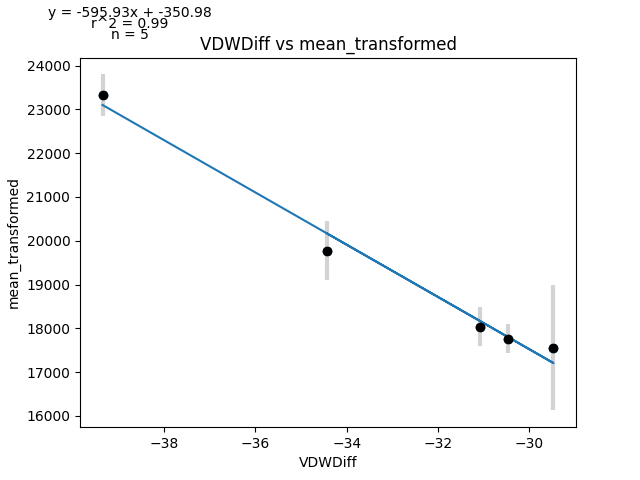 y = -595.93x + -350.98
r^2 = 0.99
n = 5
VDWDiff vs mean_transformed
24000
23000
22000
21000
20000
19000
18000
17000
16000
mean_transformed
−38
−36
−34
−32
−30
VDWDiff